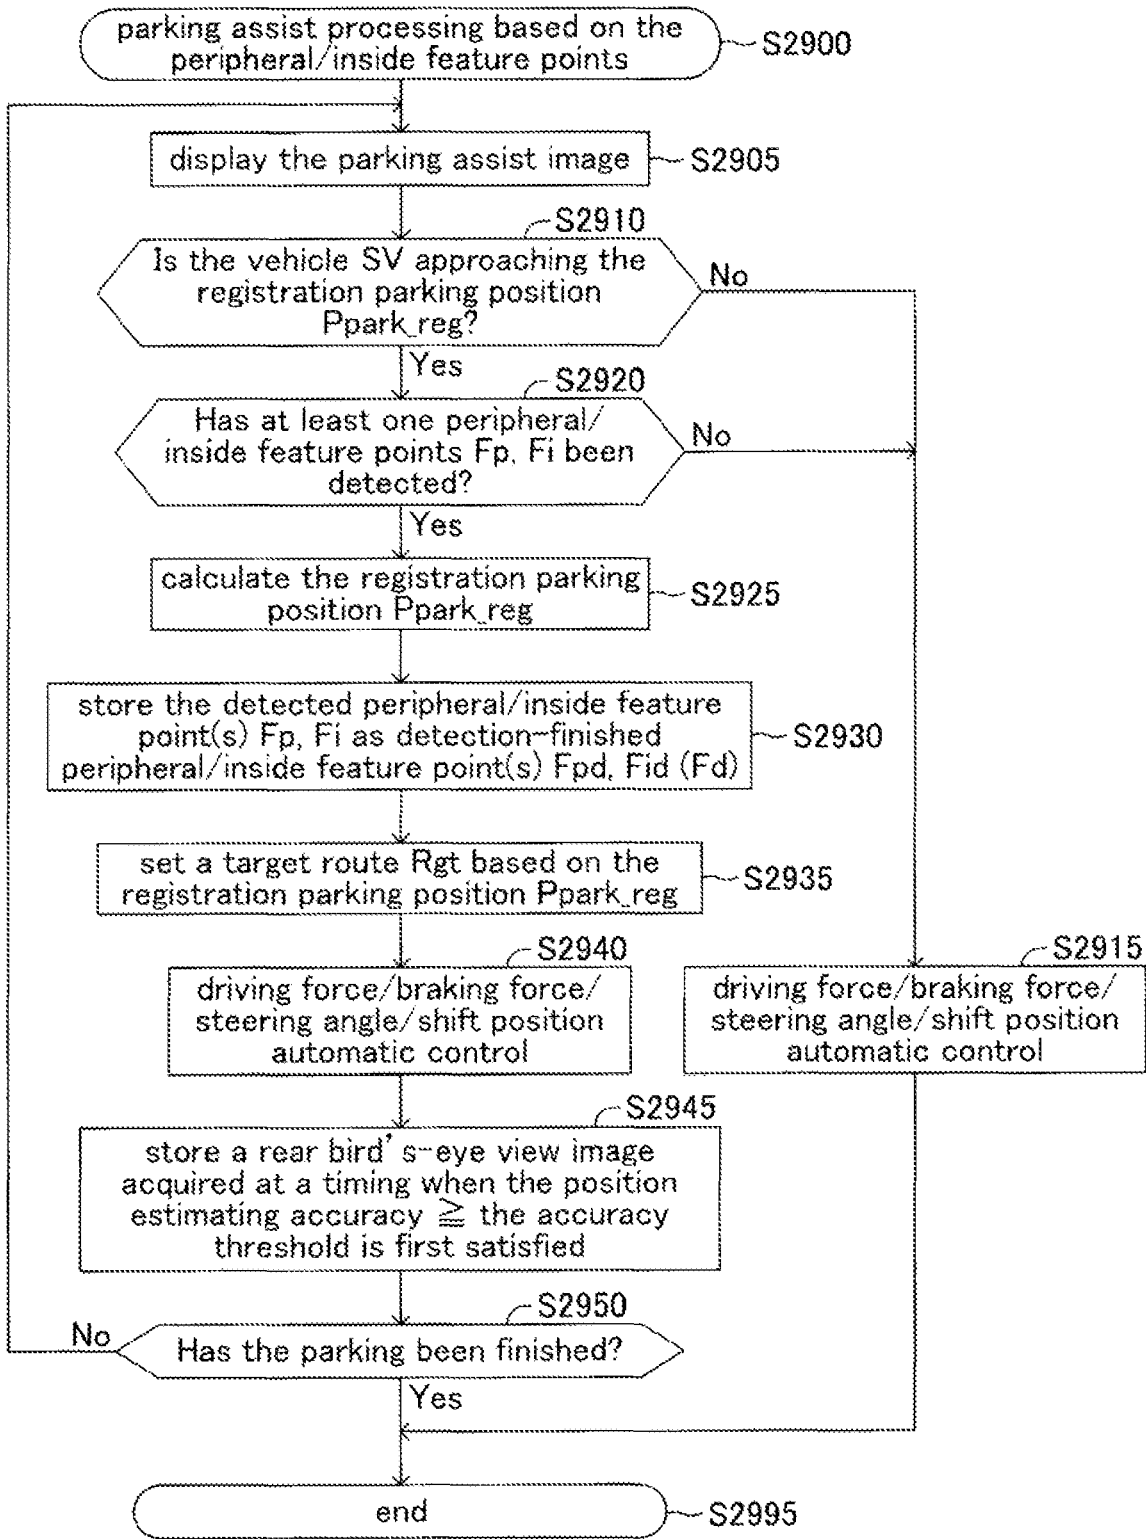 parking assist processing based on the
peripheral/inside feature points
S2900
display the parking assist image
S2905
S2910
Is the vehicle SV approaching the
registration parking position
Ppark_reg?
No
Yes
S2920
Has at least one peripheral/
inside feature points Fp, Fi been
detected?
No
Yes
calculate the registration parking
position Ppark_reg
S2925
store the detected peripheral/inside feature
point(s) Fp, Fi as detection-finished
peripheral/inside feature point(s) Fpd, Fid (Fd)
S2930
set a target route Rgt based on the
registration parking position Ppark_reg
S2935
S2940
driving force/braking force/
steering angle/shift position
automatic control
S2915
driving force/braking force/
steering angle/shift position
automatic control
S2945
store a rear bird's-eye view image
acquired at a timing when the position
estimating accuracy ≧ the accuracy
threshold is first satisfied
S2950
No
Has the parking been finished?
Yes
end
S2995